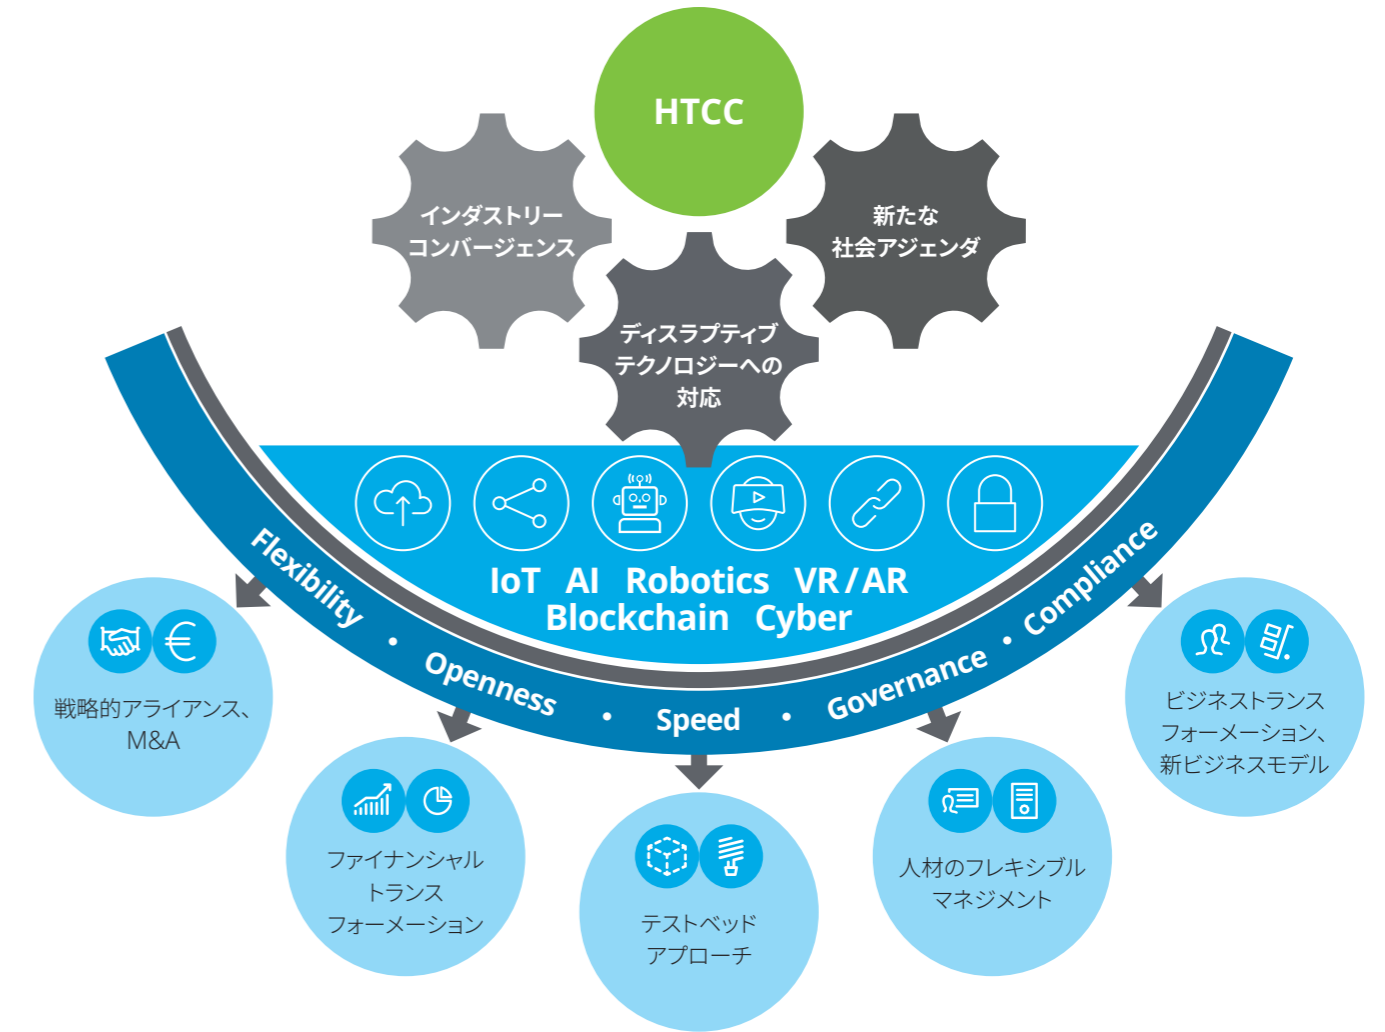 HTCC
インダストリー
コンバージェンス
新たな
社会アジェンダ
ディスラプティブ
テクノロジーへの
対応
IoT AI Robotics VR/AR
Blockchain Cyber
Flexibility • Openness • Speed • Governance • Compliance
戦略的アライアンス、
M&A
ファイナンシャル
トランス
フォーメーション
テストベッド
アプローチ
人材のフレキシブル
マネジメント
ビジネストランス
フォーメーション、
新ビジネスモデル